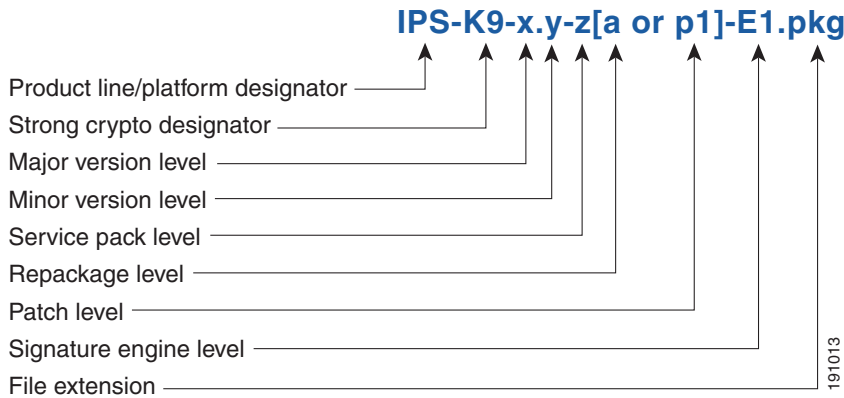 IPS-K9-x.y-z[a or p1]-E1.pkg
Product line/platform designator
Strong crypto designator
Major version level
Minor version level
Service pack level
Repackage level
Patch level
Signature engine level
File extension
191013